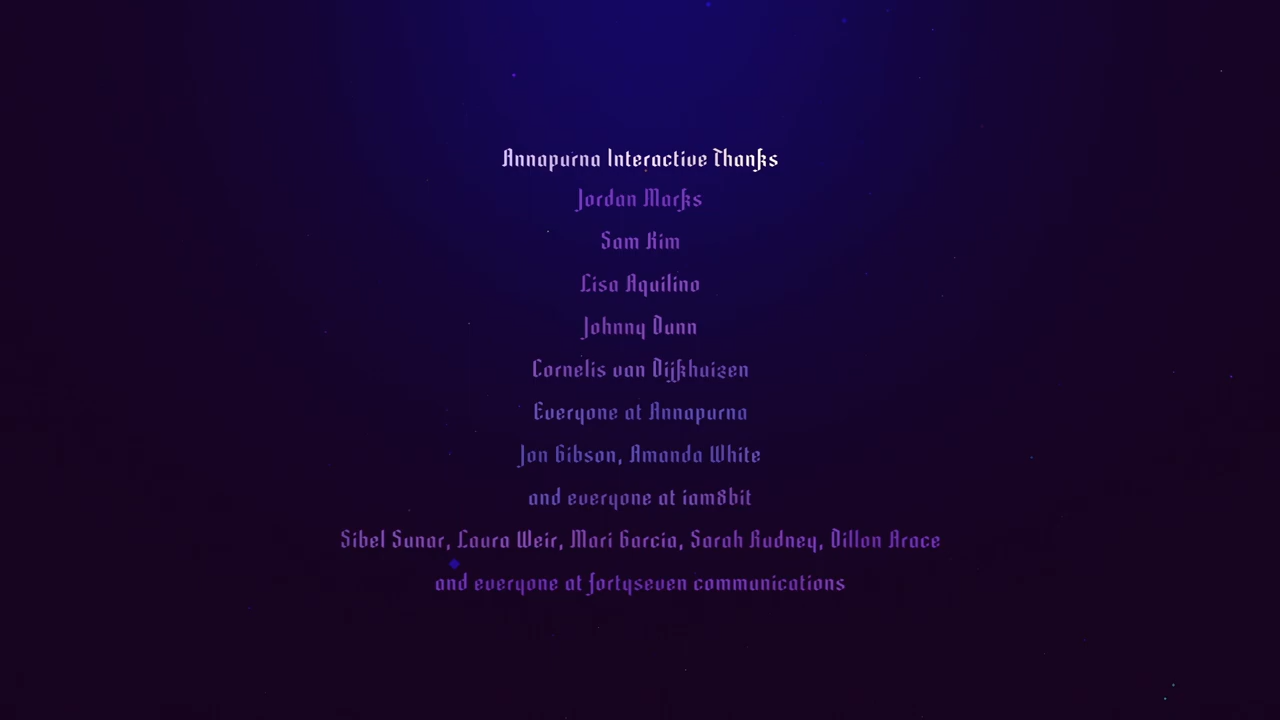 Annapurna Interactive Thanks
Jordan Marks
Sam Kim
Lisa Aquilino
Johnny Dunn
Cornelis van Dijkhuizen
Everyone at Annapurna
Jon Gibson, Amanda White
and everyone at iam8bit
Sibel Sunar, Laura Weir, Mari Garcia, Sarah Rudney, Dillon Arace
and everyone at fortyseven communications